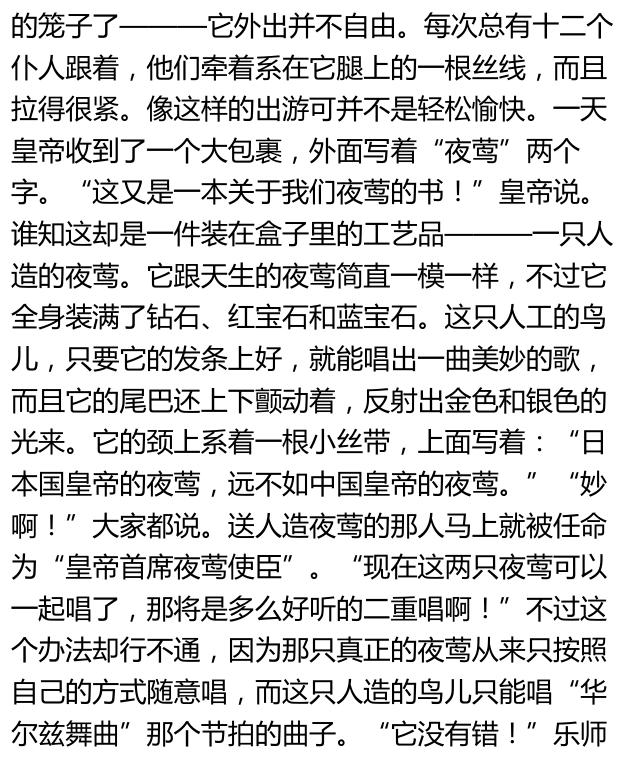 的笼子了————它外出并不自由。每次总有十二个
仆人跟着，他们牵着系在它腿上的一根丝线，而且
拉得很紧。像这样的出游可并不是轻松愉快。一天
皇帝收到了一个大包裹，外面写着“夜莺”两个
字。“这又是一本关于我们夜莺的书！”皇帝说。
谁知这却是一件装在盒子里的工艺品————一只人
造的夜莺。它跟天生的夜莺简直一模一样，不过它
全身装满了钻石、红宝石和蓝宝石。这只人工的鸟
儿，只要它的发条上好，就能唱出一曲美妙的歌，
而且它的尾巴还上下颤动着，反射出金色和银色的
光来。它的颈上系着一根小丝带，上面写着：“日
本国皇帝的夜莺，远不如中国皇帝的夜莺。”“妙
啊！”大家都说。送人造夜莺的那人马上就被任命
为“皇帝首席夜莺使臣”。“现在这两只夜莺可以
一起唱了，那将是多么好听的二重唱啊！”不过这
个办法却行不通，因为那只真正的夜莺从来只按照
自己的方式随意唱，而这只人造的鸟儿只能唱“华
尔兹舞曲”那个节拍的曲子。“它没有错！”乐师